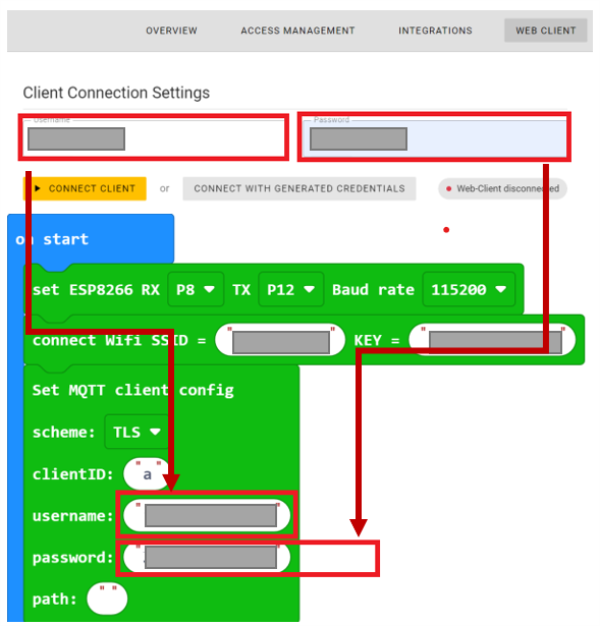 OVERVIEW ACCESS MANAGEMENT INTEGRATIONS WEB CLIENT
Client Connection Settings
Username Password
CONNECT CLIENT or CONNECT WITH GENERATED CREDENTIALS Web-Client disconnected
on start
set ESP8266 RX P8 TX P12 Baud rate 115200
connect Wifi SSID = " " KEY = " "
Set MQTT client config
scheme: TLS
clientID: "a"
username: " "
password: " "
path: " "